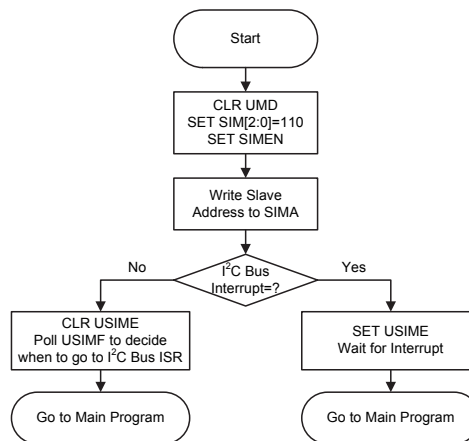 Start
CLR UMD
SET SIM[2:0]=110
SET SIMEN
Write Slave
Address to SIMA
I²C Bus
Interrupt=?
No
Yes
CLR USIME
Poll USIMF to decide
when to go to I²C Bus ISR
SET USIME
Wait for Interrupt
Go to Main Program
Go to Main Program